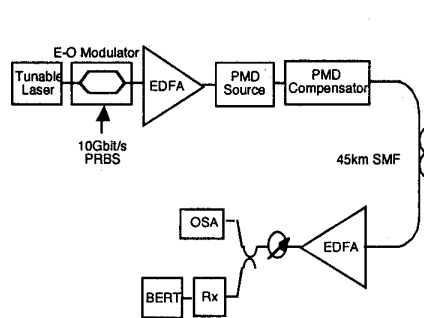 E-O Modulator
Tunable
Laser
EDFA
PMD
Source
PMD
Compensator
10Gbit/s
PRBS
45km SMF
OSA
EDFA
BERT
Rx